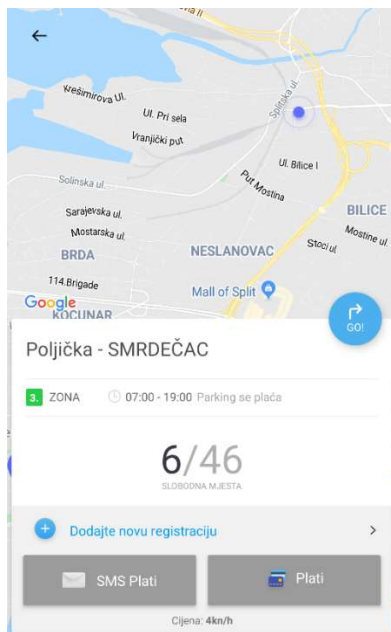 Krešimirova Ul.
Ul. Pri sela
Vranjički put
Splitska ul.
Ul. Bilice I
Put Mostina
Solinska ul.
BILICE
Sarajevska ul.
Mostarska ul.
Mostine ul.
Stoci ul
BRDA
NESLANOVAC
114.Brigade
Mall of Split
Google
KOCUNAR
GO!
Poljička - SMRDEČAC
3. ZONA
07:00 - 19:00 Parking se plaća
6/46
SLOBODNA MJESTA
+ Dodajte novu registraciju >
SMS Plati
Plati
Cijena: 4kn/h